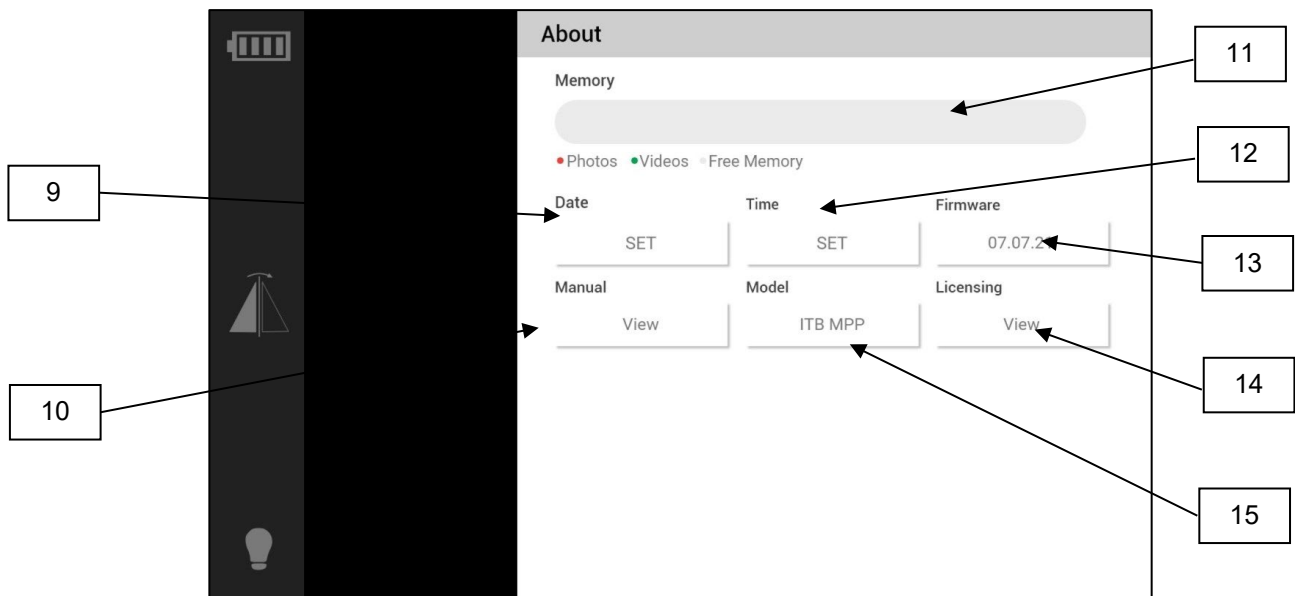 About
11
Memory
12
Photos Videos Free Memory
9
Date Time Firmware
SET SET
13
Manual Model Licensing
View ITB MPP View
14
10
15